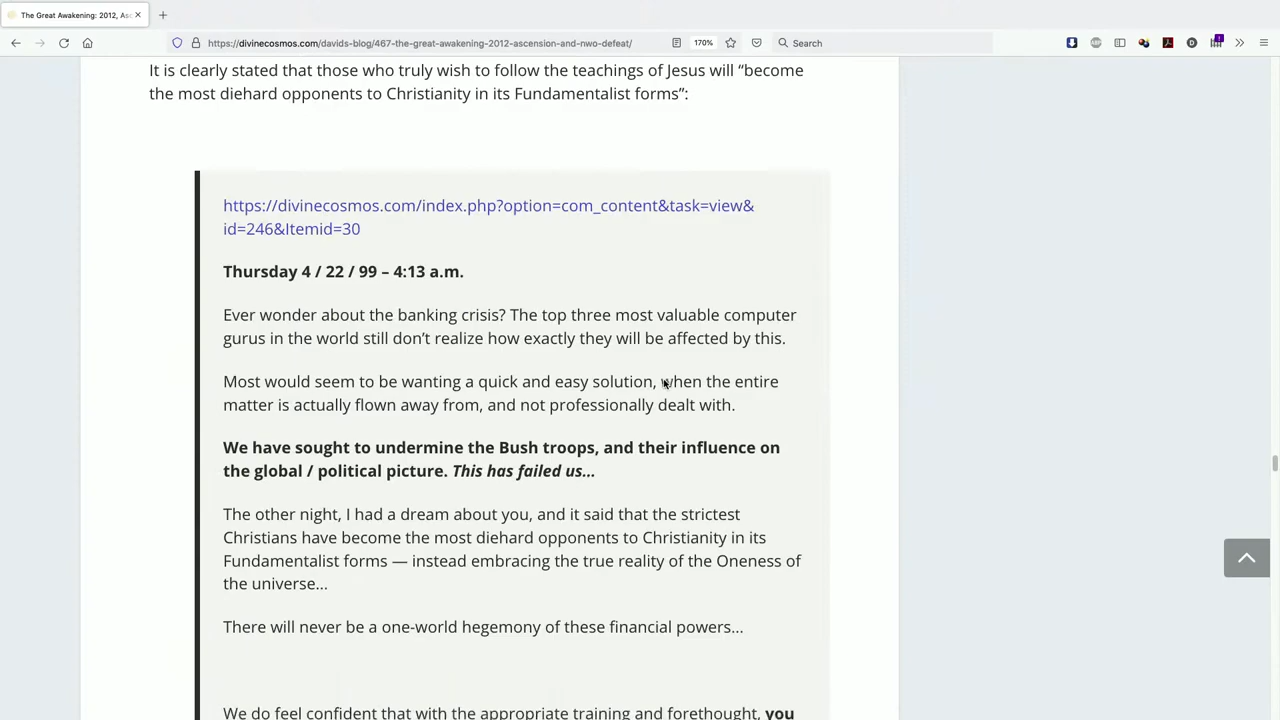 The Great Awakening: 2012, Asc
https://divinecosmos.com/davids-blog/467-the-great-awakening-2012-ascension-and-nwo-defeat/
170%
Search
It is clearly stated that those who truly wish to follow the teachings of Jesus will “become
the most diehard opponents to Christianity in its Fundamentalist forms”:
https://divinecosmos.com/index.php?option=com_content&task=view&
id=246&Itemid=30
Thursday 4 / 22 / 99 – 4:13 a.m.
Ever wonder about the banking crisis? The top three most valuable computer
gurus in the world still don’t realize how exactly they will be affected by this.
Most would seem to be wanting a quick and easy solution, when the entire
matter is actually flown away from, and not professionally dealt with.
We have sought to undermine the Bush troops, and their influence on
the global / political picture. This has failed us…
The other night, I had a dream about you, and it said that the strictest
Christians have become the most diehard opponents to Christianity in its
Fundamentalist forms — instead embracing the true reality of the Oneness of
the universe…
There will never be a one-world hegemony of these financial powers…
We do feel confident that with the appropriate training and forethought, you